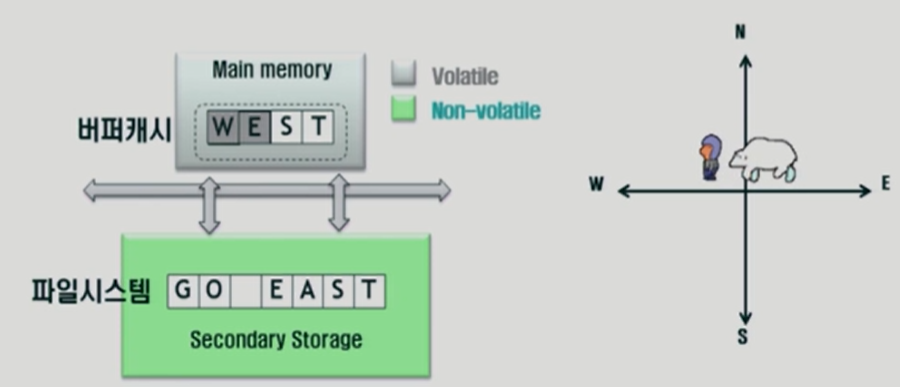 Main memory
버퍼캐시
W E S T
Volatile
Non-volatile
파일시스템
G O E A S T
Secondary Storage
N
W
E
S